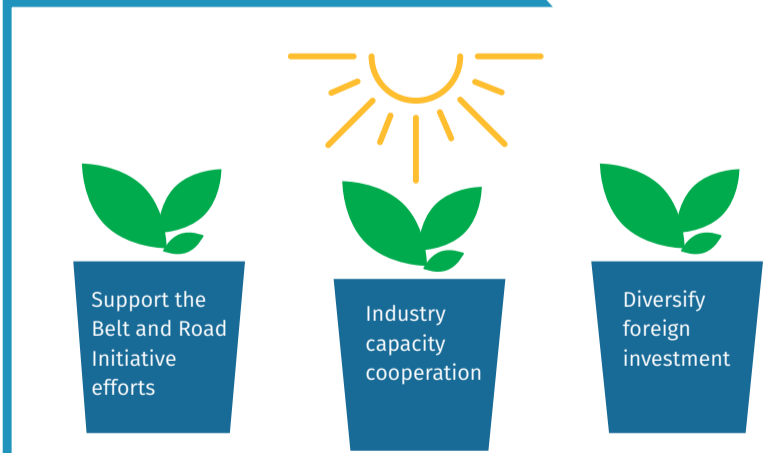 Support the
Belt and Road
Initiative
efforts
Industry
capacity
cooperation
Diversify
foreign
investment